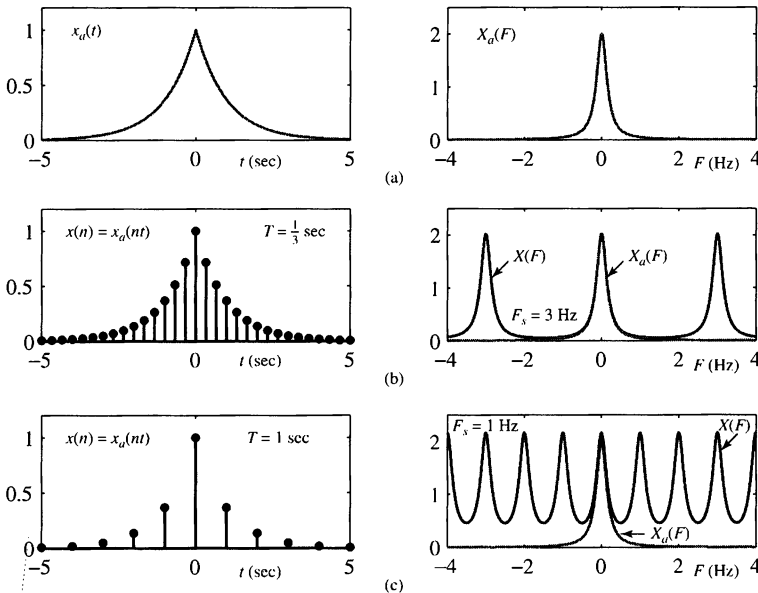 x_a(t)
1
0.5
0
−5
0
5
t (sec)
X_a(F)
2
1
0
−4
−2
0
2
4
F (Hz)
(a)
x(n) = x_a(nt)
T = 1/3 sec
1
0.5
0
−5
0
5
t (sec)
X(F)
X_a(F)
F_s = 3 Hz
2
1
0
−4
−2
0
2
4
F (Hz)
(b)
x(n) = x_a(nt)
T = 1 sec
1
0.5
0
−5
0
5
t (sec)
F_s = 1 Hz
X(F)
X_a(F)
2
1
0
−4
−2
0
2
4
F (Hz)
(c)